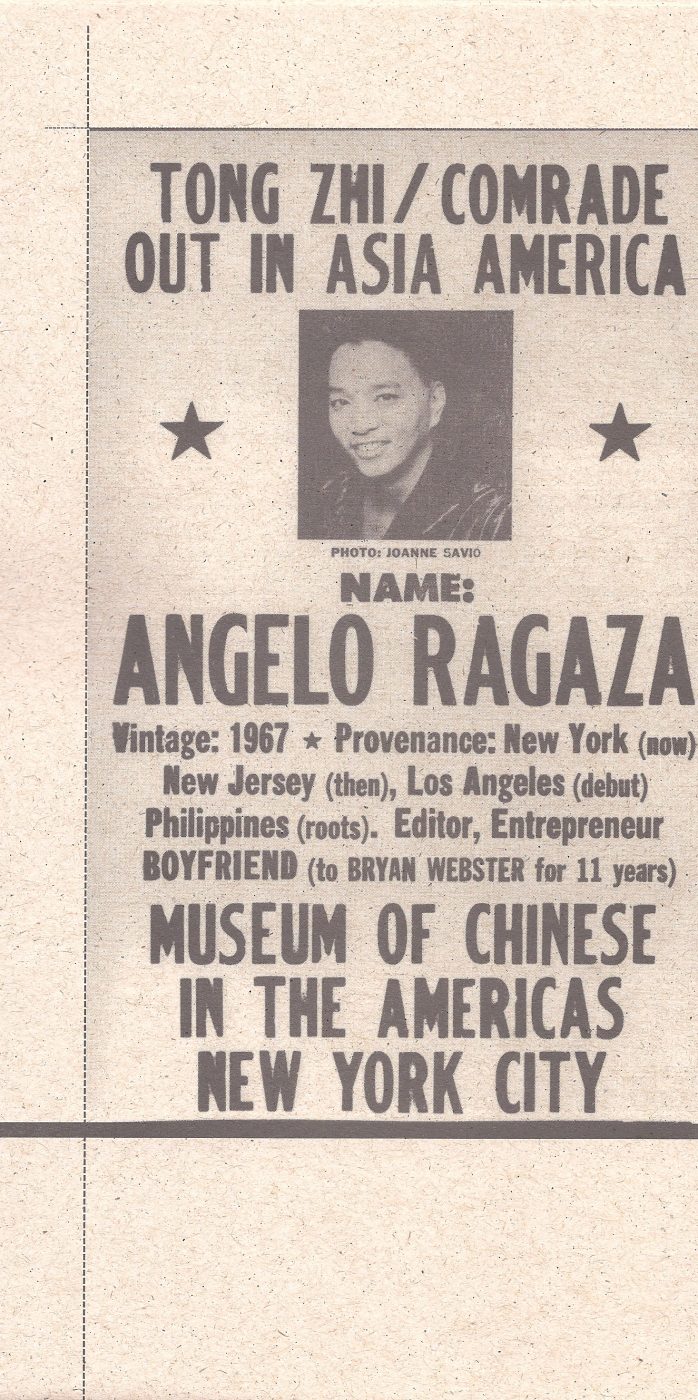 TONG ZHI/COMRADE
OUT IN ASIA AMERICA
PHOTO: JOANNE SAVIO
NAME:
ANGELO RAGAZA
Vintage: 1967 ★ Provenance: New York (now)
New Jersey (then), Los Angeles (debut)
Philippines (roots). Editor, Entrepreneur
BOYFRIEND (to BRYAN WEBSTER for 11 years)
MUSEUM OF CHINESE
IN THE AMERICAS
NEW YORK CITY